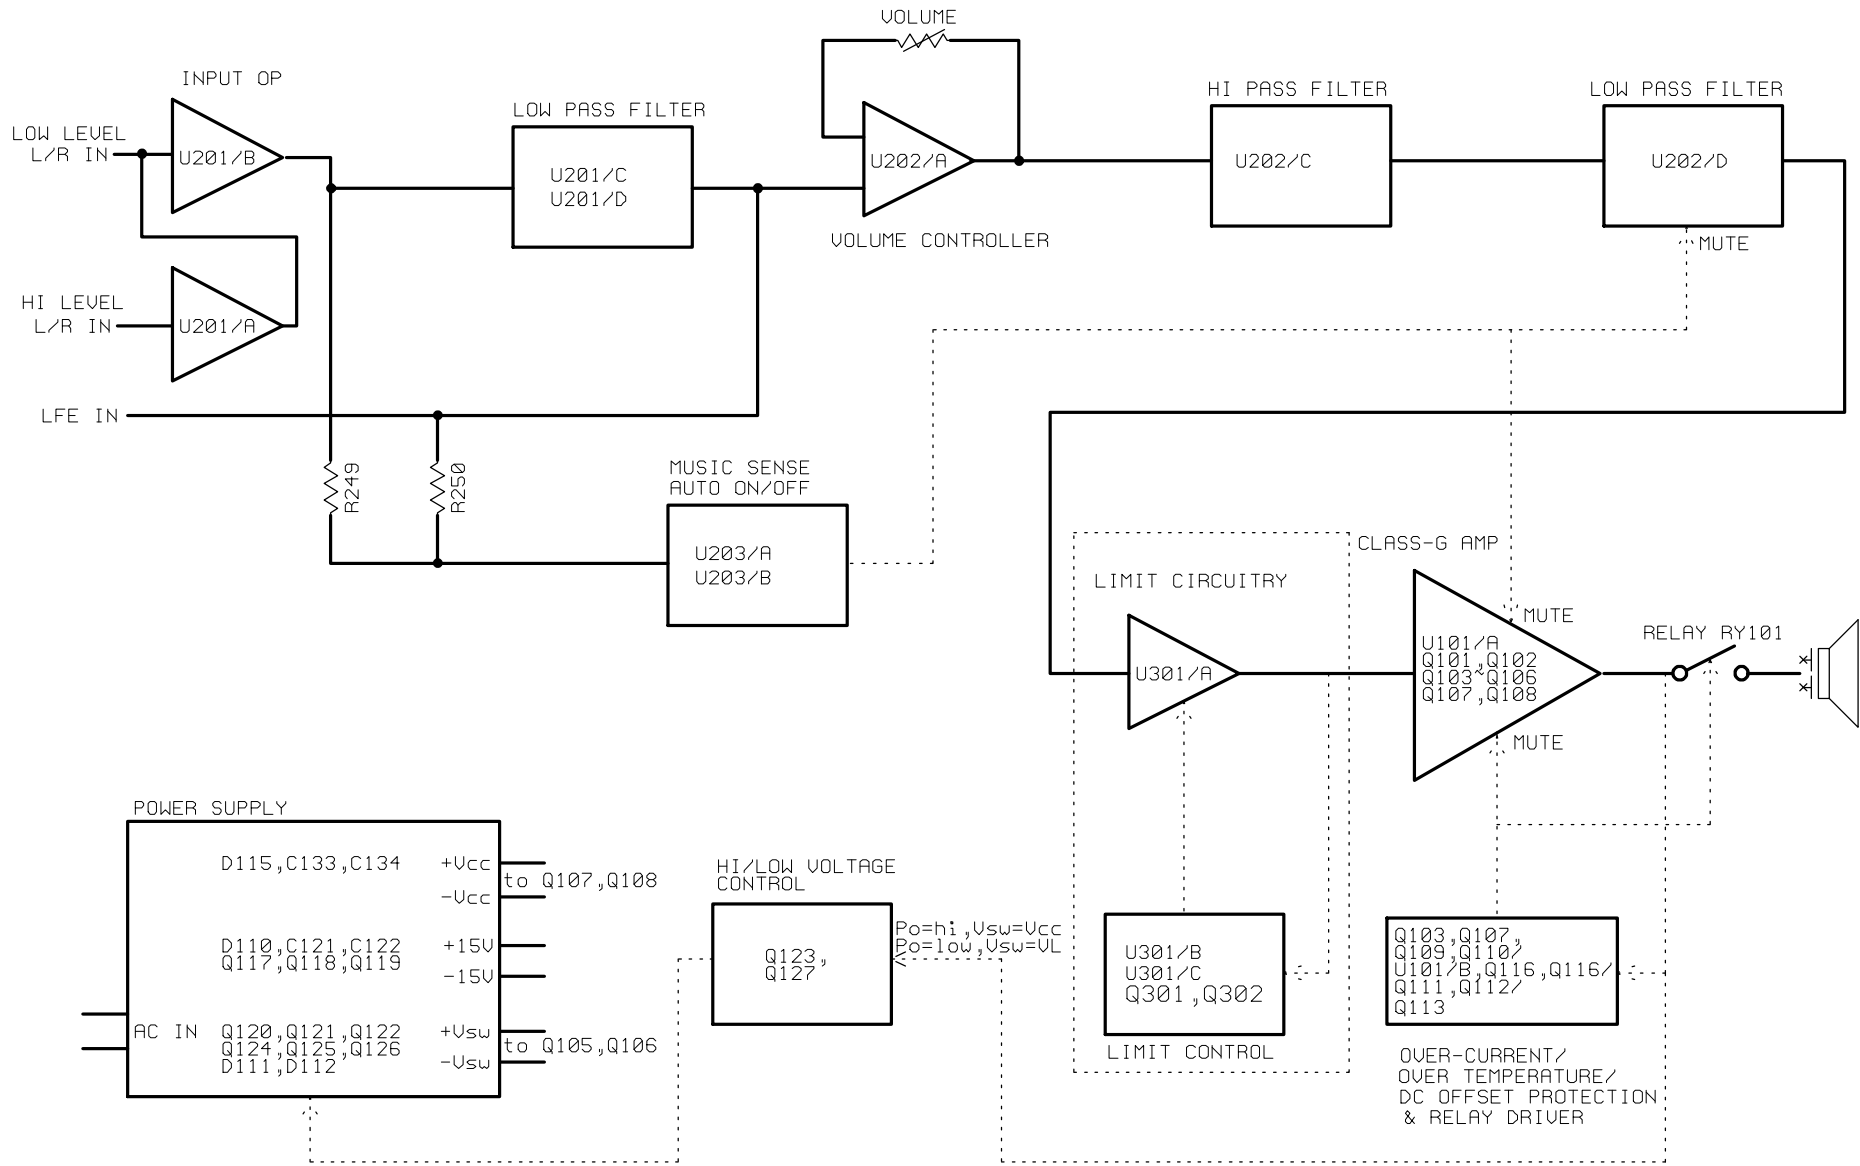 VOLUME
INPUT OP
LOW LEVEL
L/R IN
U201/B
HI LEVEL
L/R IN
U201/A
LFE IN
LOW PASS FILTER
U201/C
U201/D
U202/A
VOLUME CONTROLLER
HI PASS FILTER
U202/C
LOW PASS FILTER
U202/D
MUTE
R249
R250
MUSIC SENSE
AUTO ON/OFF
U203/A
U203/B
LIMIT CIRCUITRY
U301/A
CLASS-G AMP
MUTE
U101/A
Q101,Q102
Q103~Q106
Q107,Q108
MUTE
RELAY RY101
POWER SUPPLY
D115,C133,C134
+Vcc
-Vcc
to Q107,Q108
D110,C121,C122
Q117,Q118,Q119
+15V
-15V
AC IN
Q120,Q121,Q122
Q124,Q125,Q126
D111,D112
+Vsw
-Vsw
to Q105,Q106
HI/LOW VOLTAGE
CONTROL
Q123,
Q127
Po=hi,Vsw=Vcc
Po=low,Vsw=VL
U301/B
U301/C
Q301,Q302
LIMIT CONTROL
Q103,Q107,
Q109,Q110/
U101/B,Q116,Q116/
Q111,Q112/
Q113
OVER-CURRENT/
OVER TEMPERATURE/
DC OFFSET PROTECTION
& RELAY DRIVER